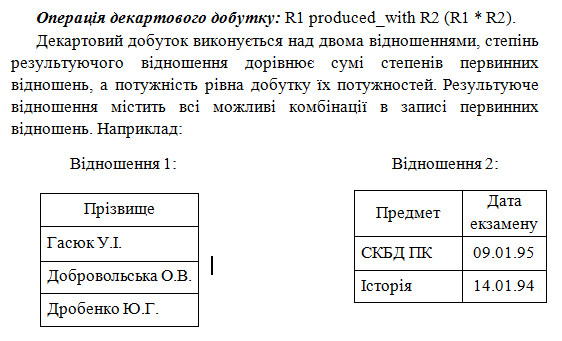 Операція декартового добутку: R1 produced_with R2 (R1 * R2).
Декартовий добуток виконується над двома відношеннями, степінь
результуючого відношення дорівнює сумі степенів первинних
відношень, а потужність рівна добутку їх потужностей. Результуюче
відношення містить всі можливі комбінації в записі первинних
відношень. Наприклад:
Відношення 1:
Прізвище
Гасюк У.І.
Добровольська О.В.
Дробенко Ю.Г.
Відношення 2:
Предмет Дата
екзамену
СКБД ПК 09.01.95
Історія 14.01.94